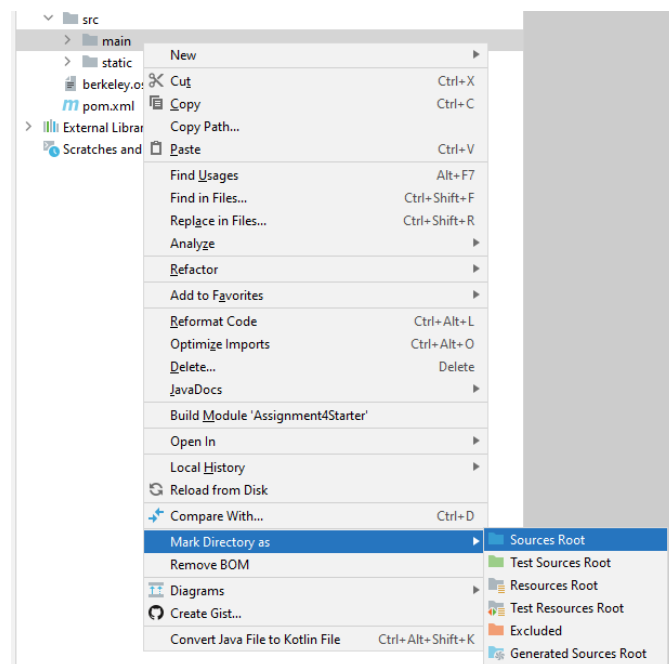 src
main
static
berkeley.os
pom.xml
External Librar
Scratches and
New
Cut Ctrl+X
Copy Ctrl+C
Copy Path...
Paste Ctrl+V
Find Usages Alt+F7
Find in Files... Ctrl+Shift+F
Replace in Files... Ctrl+Shift+R
Analyze
Refactor
Add to Favorites
Reformat Code Ctrl+Alt+L
Optimize Imports Ctrl+Alt+O
Delete... Delete
JavaDocs
Build Module 'Assignment4Starter'
Open In
Local History
Reload from Disk
Compare With... Ctrl+D
Mark Directory as
Remove BOM
Diagrams
Create Gist...
Convert Java File to Kotlin File Ctrl+Alt+Shift+K
Sources Root
Test Sources Root
Resources Root
Test Resources Root
Excluded
Generated Sources Root